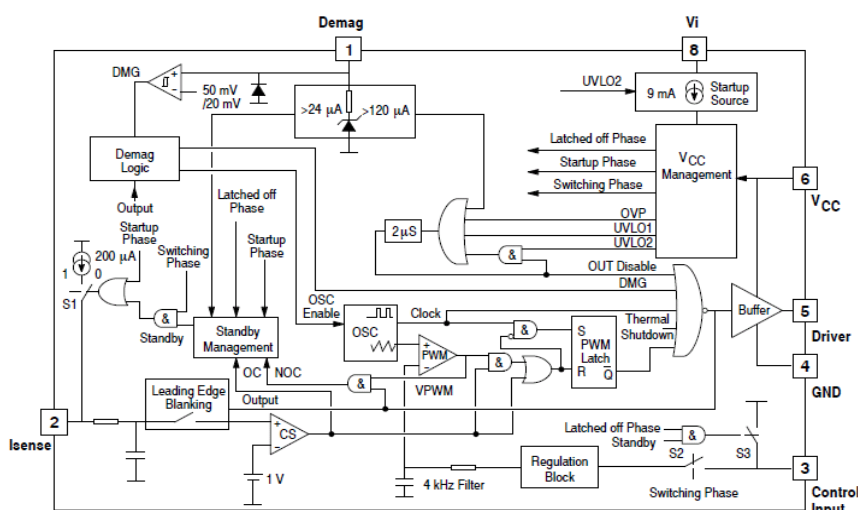 Demag
Vi
1
8
DMG
+
−
50 mV
/20 mV
UVLO2
9 mA
Startup
Source
>24 μA
>120 μA
Demag
Logic
Latched off Phase
Startup Phase
Switching Phase
VCC
Management
6
VCC
Output
Latched off
Phase
Startup
Phase
Switching
Phase
Startup
Phase
200 μA
1
0
S1
2μS
OVP
UVLO1
UVLO2
&
OUT Disable
DMG
&
Standby
Standby
Management
OSC
Enable
OSC
Clock
+
−
PWM
&
S
PWM
Latch
R
Q
Thermal
Shutdown
Buffer
5
Driver
4
GND
OC
NOC
&
VPWM
&
Leading Edge
Blanking
Output
2
Isense
+
−
CS
1 V
4 kHz Filter
Regulation
Block
Latched off Phase
Standby
&
S2
S3
Switching Phase
3
Control
Input